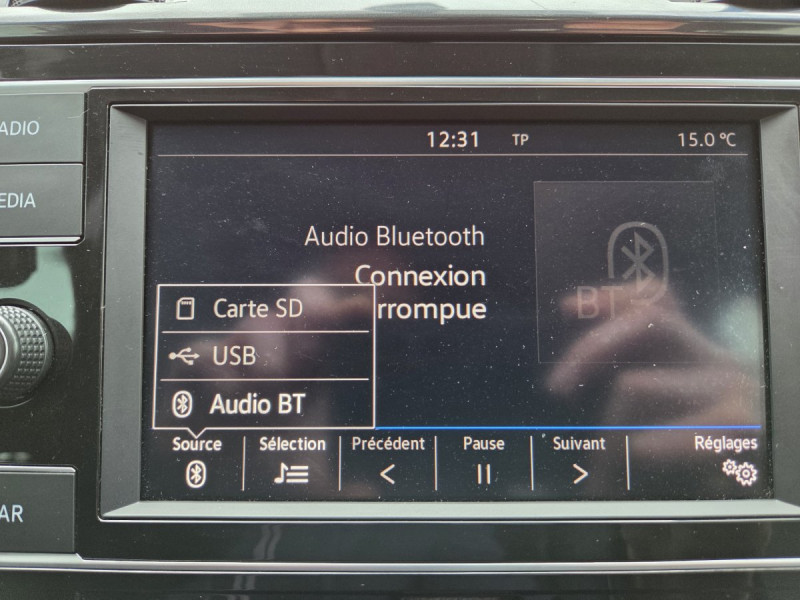 ADIO
EDIA
AR
12:31 TP 15.0 °C
Audio Bluetooth
Connexion
rrompue
BT
Carte SD
USB
Audio BT
Source Sélection Précédent Pause Suivant Réglages